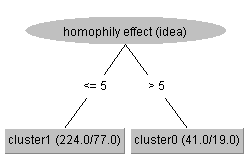 homophily effect (idea)
<= 5
> 5
cluster1 (224.0/77.0)
cluster0 (41.0/19.0)